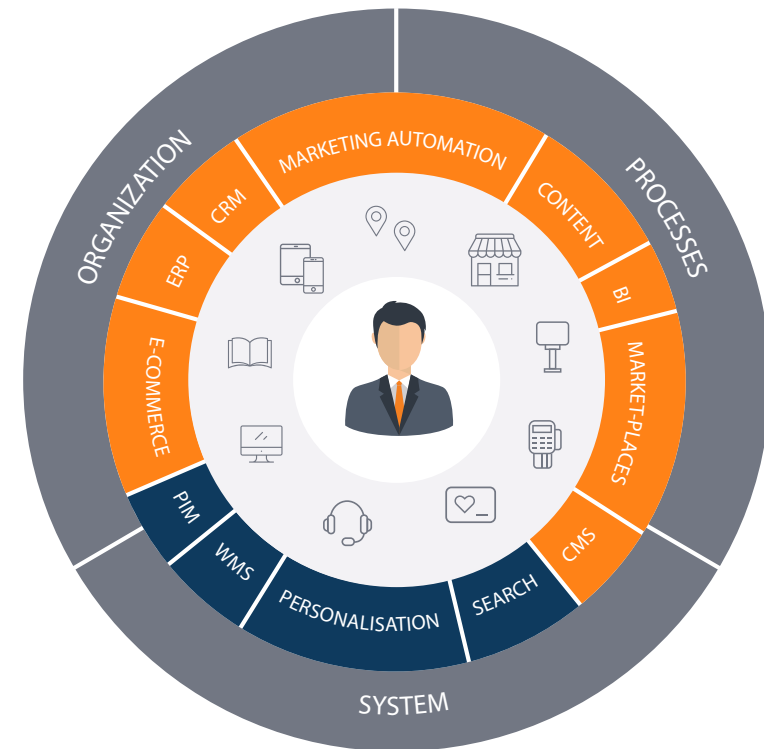 ORGANIZATION
PROCESSES
SYSTEM
MARKETING AUTOMATION
CONTENT
BI
MARKET-PLACES
CMS
SEARCH
PERSONALISATION
WMS
PIM
E-COMMERCE
ERP
CRM